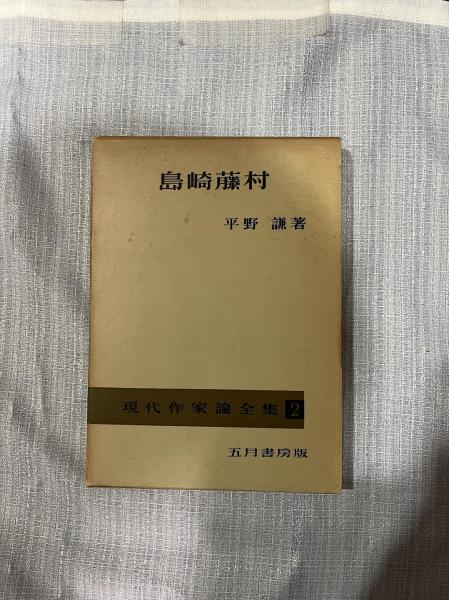 島崎藤村
平野 謙著
現代作家論全集 2
五月書房版